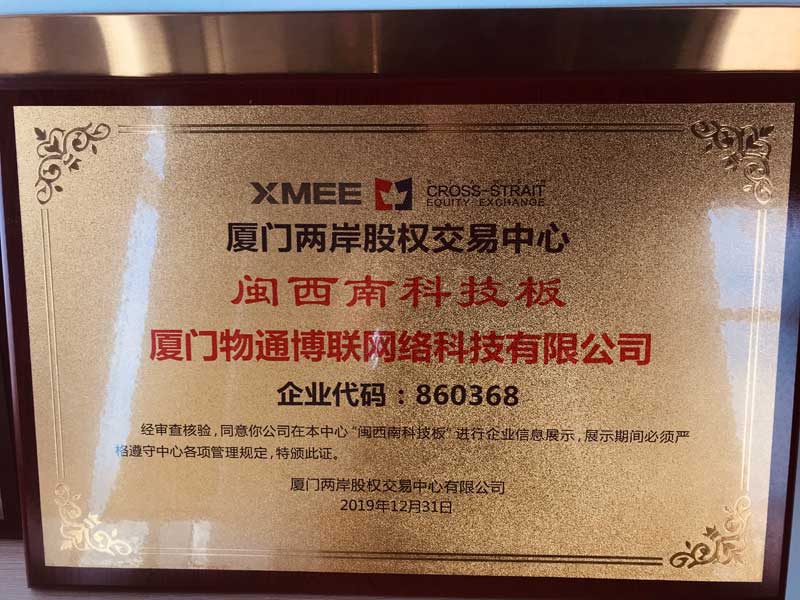 XMEE CROSS-STRAIT
EQUITY EXCHANGE
厦门两岸股权交易中心
闽西南科技板
厦门物通博联网络科技有限公司
企业代码：860368
经审查核验，同意你公司在本中心“闽西南科技板”进行企业信息展示，展示期间必须严
格遵守中心各项管理规定，特颁此证。
厦门两岸股权交易中心有限公司
2019年12月31日